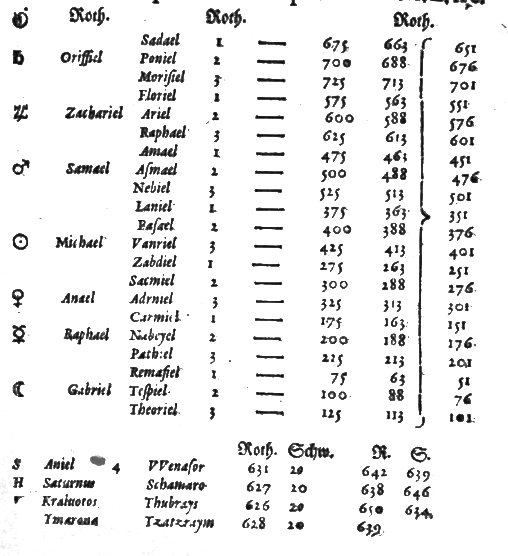 Roth. Roth. Roth.
Sadael 1 — 675 663 651
♄ Oriffiel Poniel 2 — 700 688 676
Morisiel 3 — 725 713 701
Floriel 1 — 575 563 551
♃ Zachariel Ariel 2 — 600 588 576
Raphael 3 — 625 613 601
Amael 1 — 475 463 451
♂ Samael Asmael 2 — 500 488 476
Nebiel 3 — 525 513 501
Laniel 1 — 375 363 351
Pasael 2 — 400 388 376
☉ Michael Vanriel 3 — 425 413 401
Zabdiel 1 — 275 263 251
Sacmiel 2 — 300 288 276
♀ Anael Adrniel 3 — 325 313 301
Carmiel 1 — 175 163 151
☿ Raphael Nabeyel 2 — 200 188 176
Pathiel 3 — 225 213 201
Remasiel 1 — 75 63 51
☾ Gabriel Tespiel 2 — 100 88 76
Theoriel 3 — 125 113 101
Roth. Schw. R. S.
S Aniel 4 VVenasor 631 20 642 639
H Saturnus Schamaro 627 20 638 646
Kraluotos Thubrays 626 20 650 634
Ymarona Tzatzraym 628 20 639